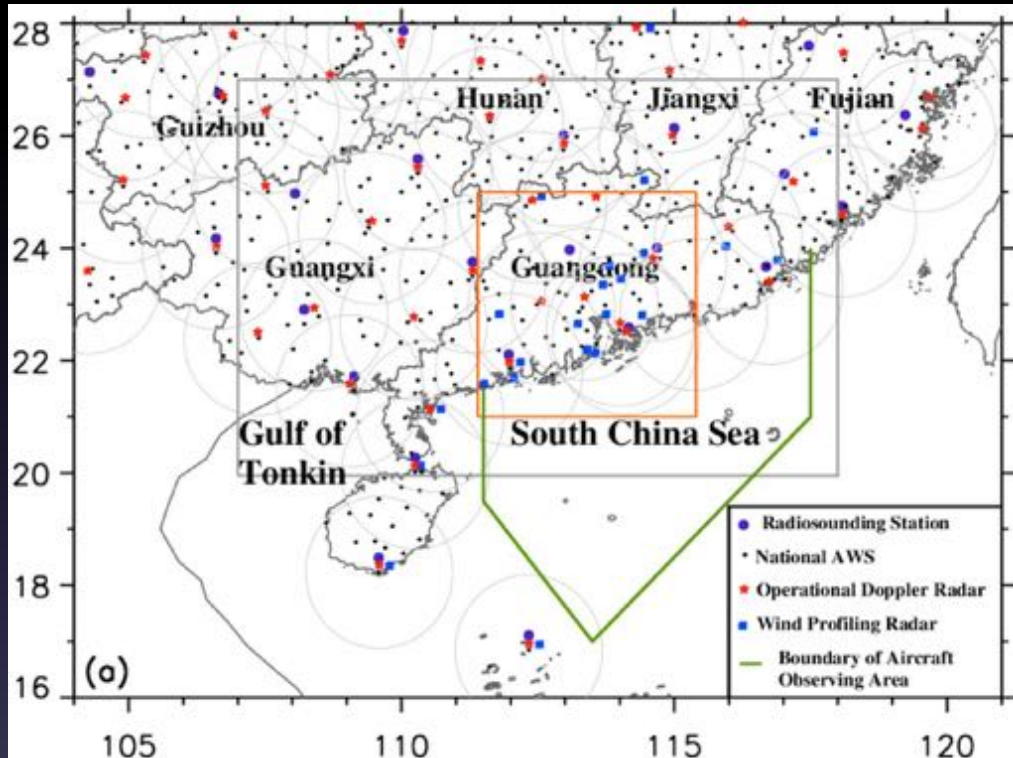 28
26
24
22
20
18
16
Hunan
Jiangxi
Fujian
Guizhou
Guangxi
Guangdong
Gulf of
Tonkin
South China Sea
Radiosounding Station
National AWS
Operational Doppler Radar
Wind Profiling Radar
Boundary of Aircraft
Observing Area
(a)
105
110
115
120